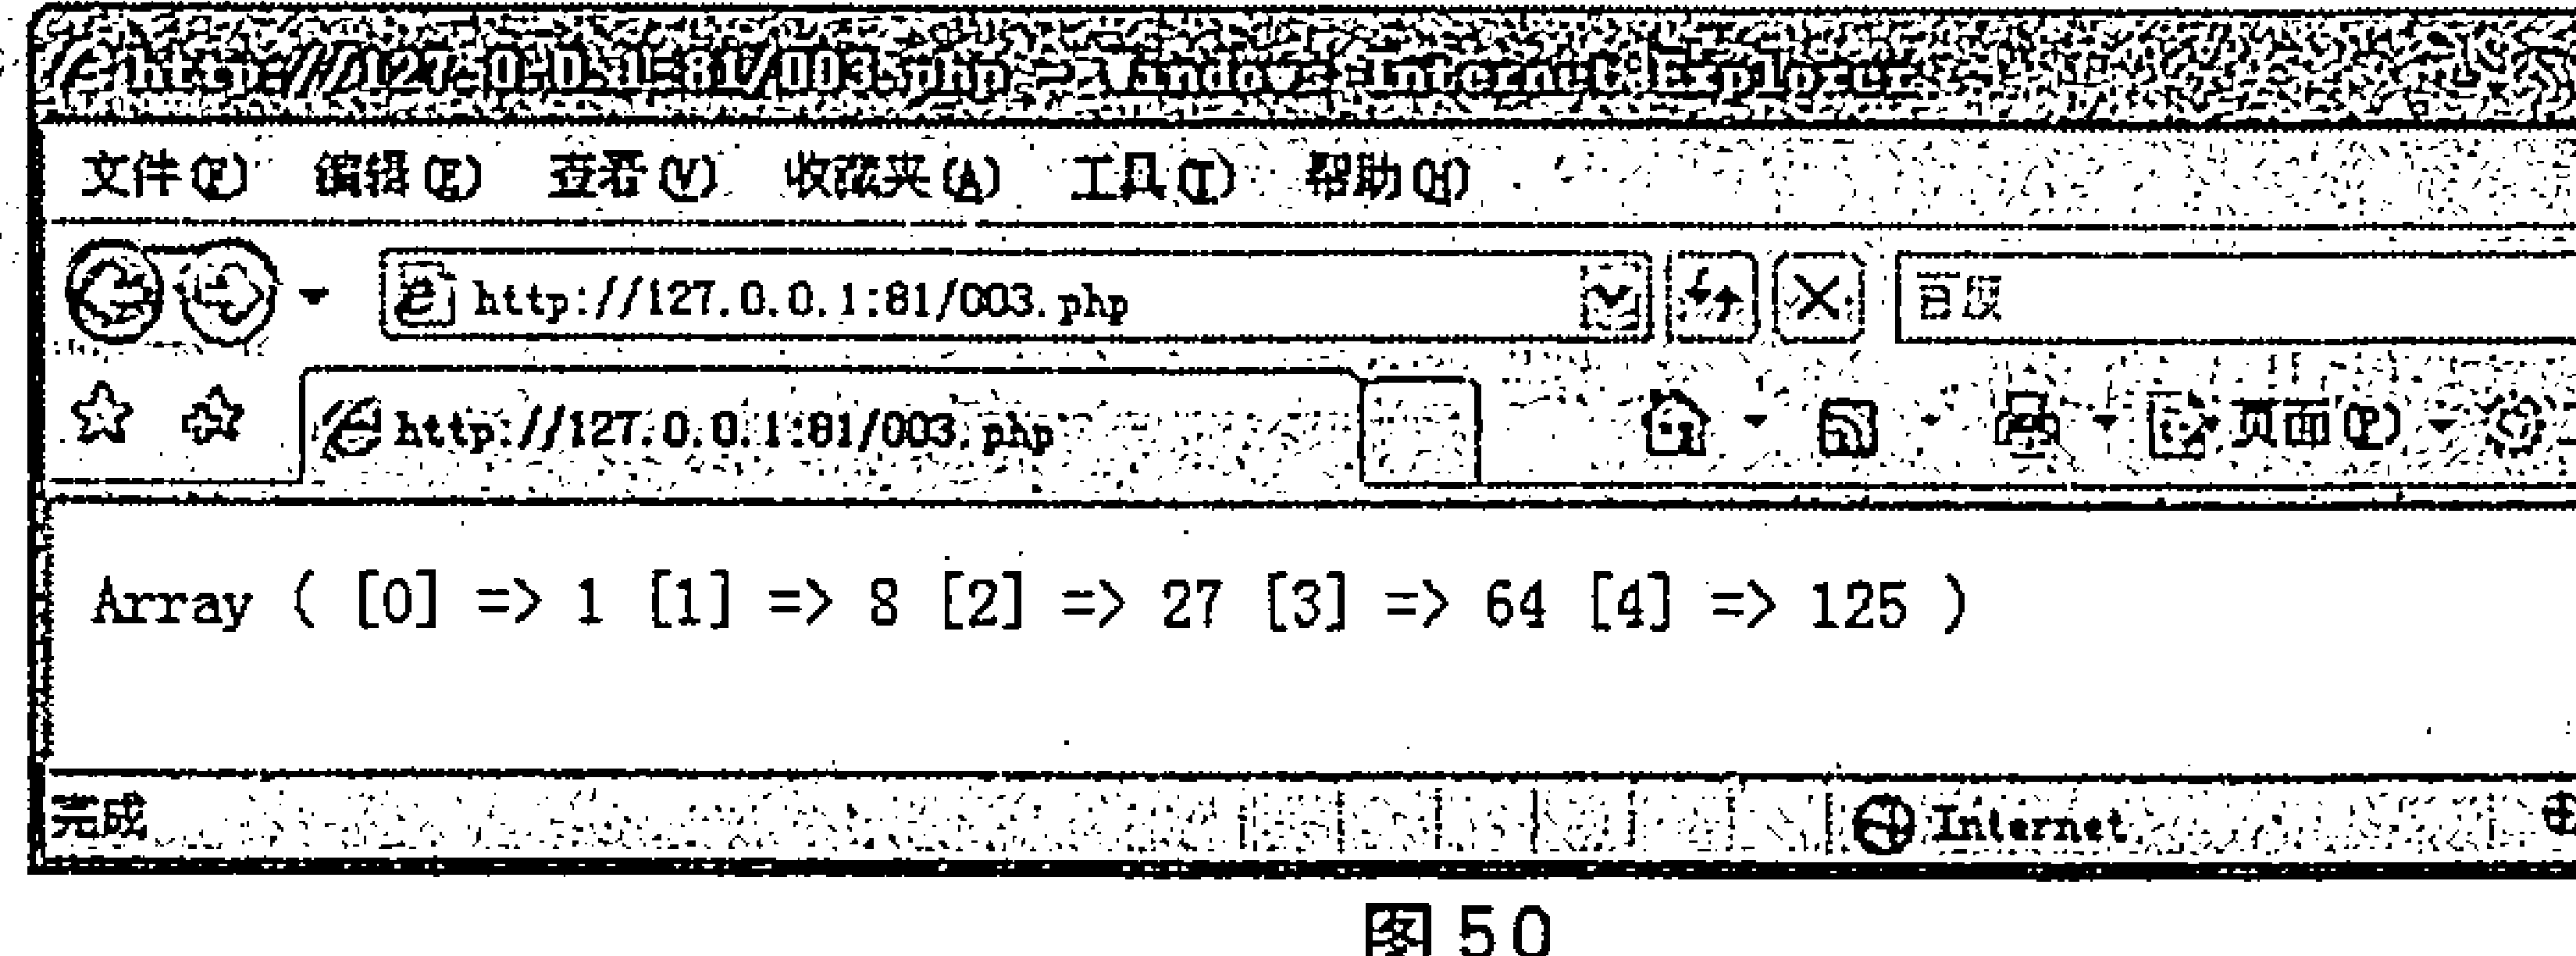 http://127.0.0.1:81/003.php - Windows Internet Explorer
文件(F) 编辑(E) 查看(V) 收藏夹(A) 工具(T) 帮助(H)
http://127.0.0.1:81/003.php 百度
http://127.0.0.1:81/003.php 页面(P)
Array ( [0] => 1 [1] => 8 [2] => 27 [3] => 64 [4] => 125 )
完成 Internet
图 50